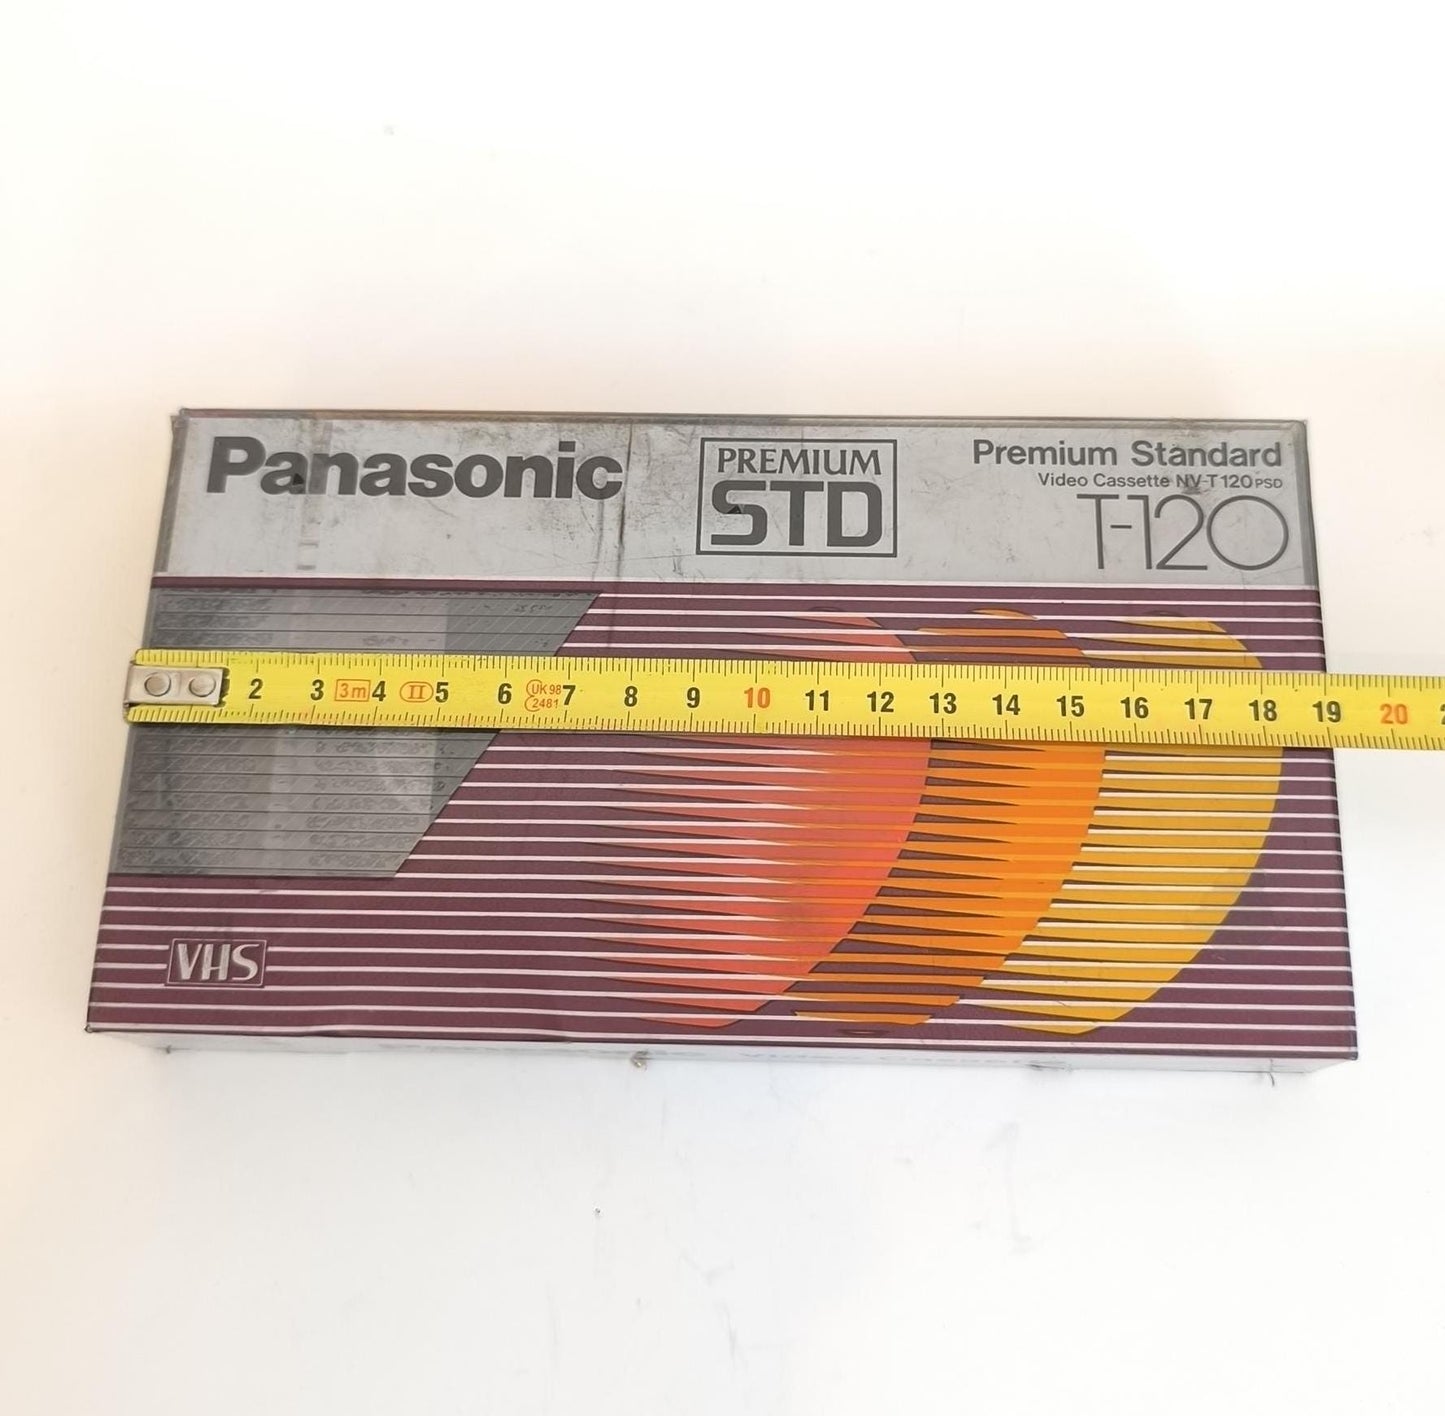 Panasonic
PREMIUM
STD
Premium Standard
Video Cassette NV-T120PSD
T-120
2 3 3m 4 II 5 6 UK 98 2481 7 8 9 10 11 12 13 14 15 16 17 18 19 20
VHS